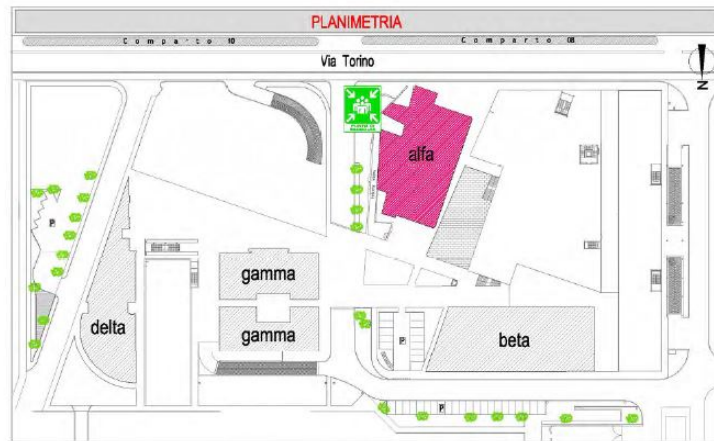 PLANIMETRIA
Comparto 10
Comparto 08
Via Torino
N
alfa
P
gamma
delta
gamma
P
beta
P